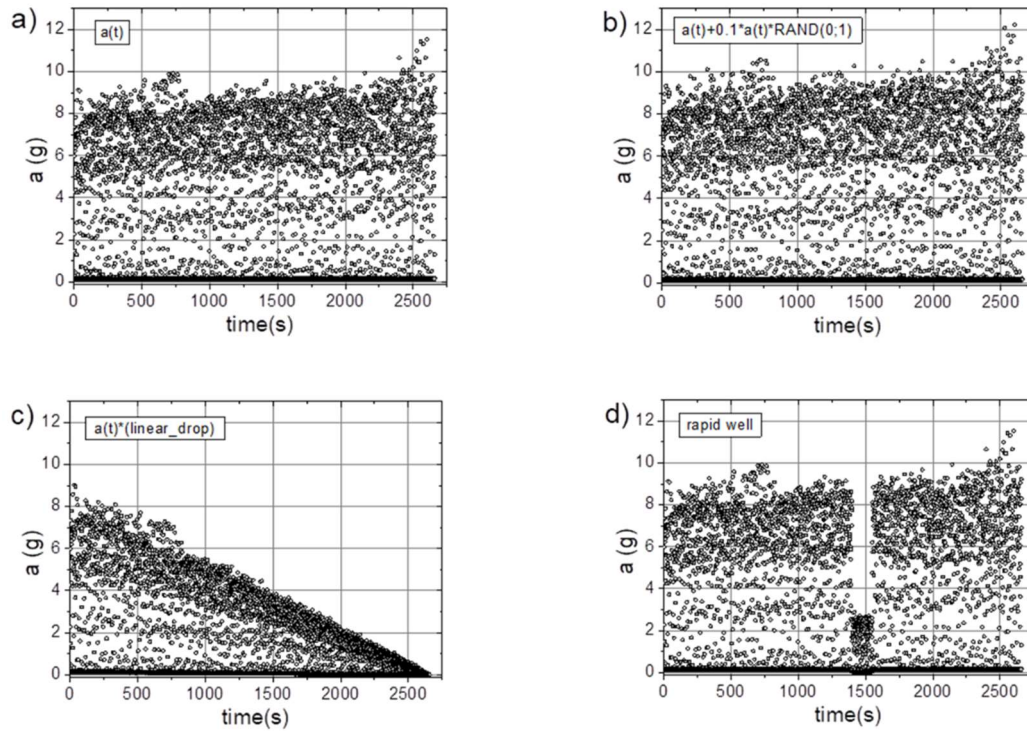 a)
a(t)
12
10
8
6
4
2
0
a (g)
0 500 1000 1500 2000 2500
time(s)
b)
a(t)+0.1*a(t)*RAND(0;1)
12
10
8
6
4
2
0
a (g)
0 500 1000 1500 2000 2500
time(s)
c)
a(t)*(linear_drop)
12
10
8
6
4
2
0
a (g)
0 500 1000 1500 2000 2500
time(s)
d)
rapid well
12
10
8
6
4
2
0
a (g)
0 500 1000 1500 2000 2500
time(s)